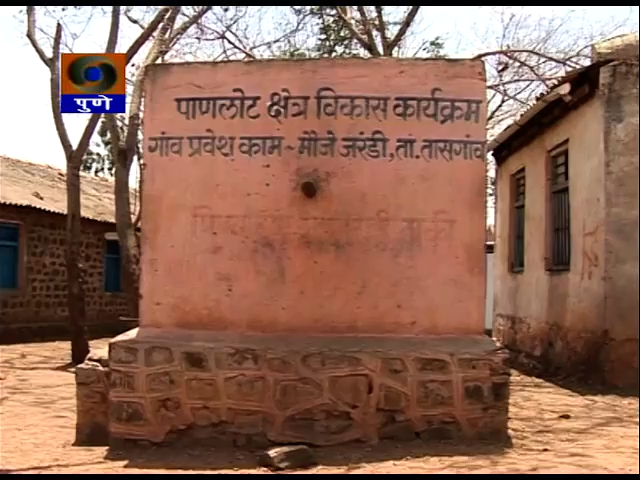 पुणे
पाणलोट क्षेत्र विकास कार्यक्रम
गांव प्रवेश काम - मौजे जरंडी, ता. तासगांव